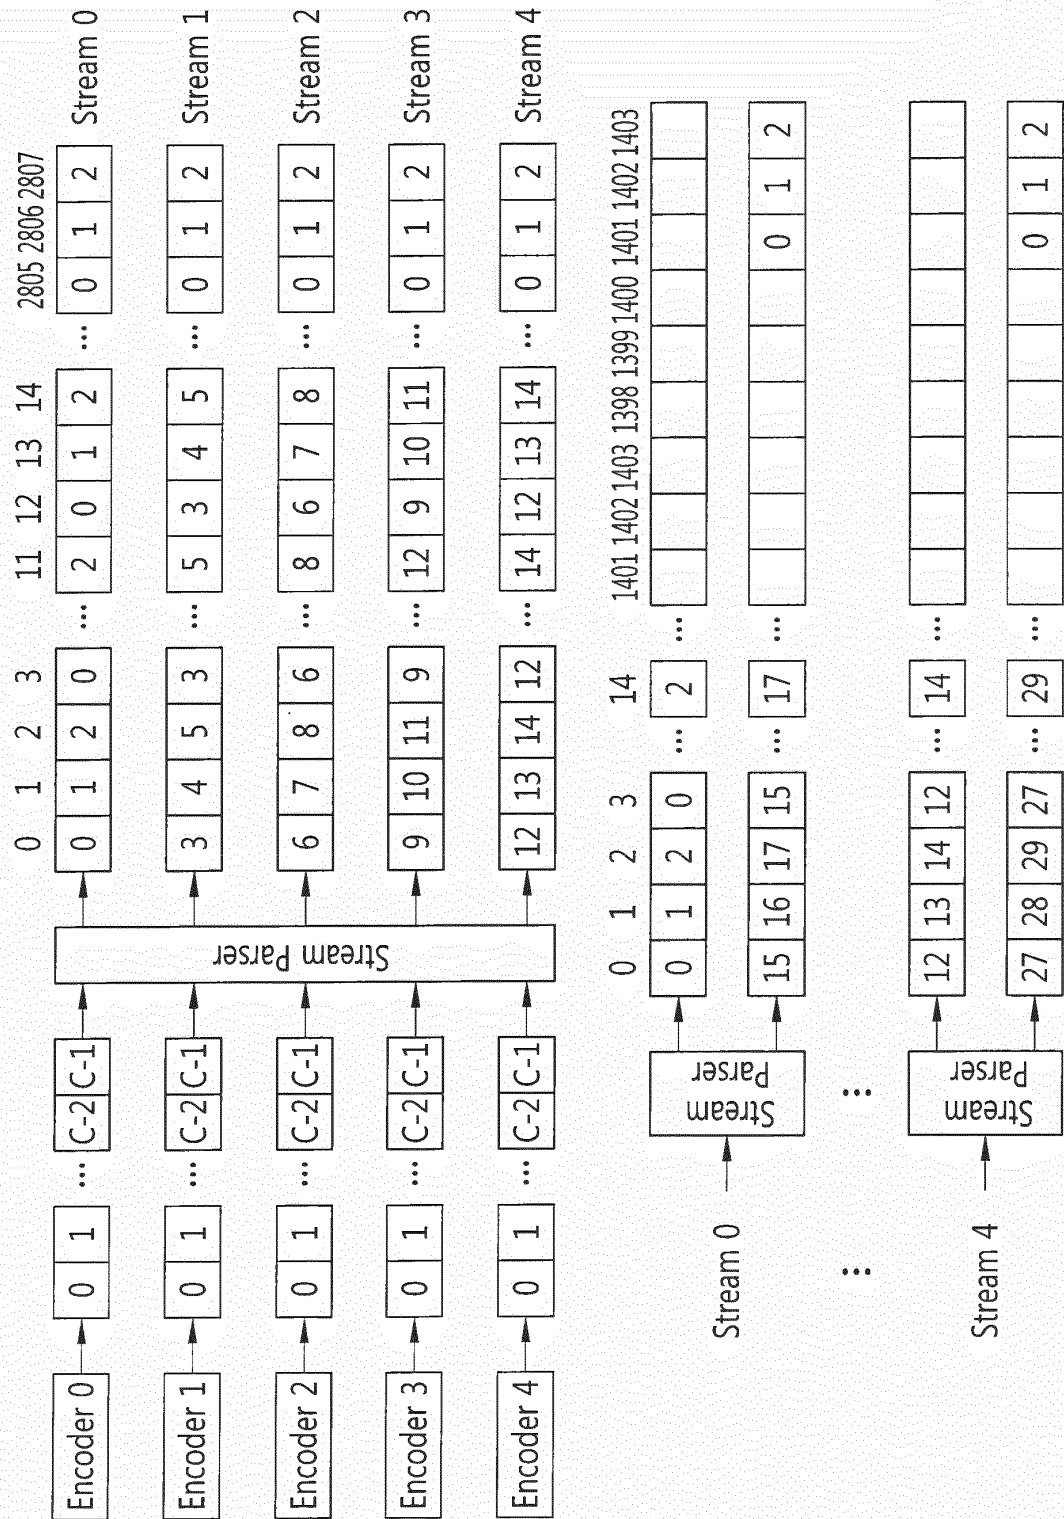 0 1 2 3 11 12 13 14 2805 2806 2807
Encoder 0 0 1 ... C-2 C-1 0 1 2 0 ... 2 0 1 2 ... 0 1 2 Stream 0
Encoder 1 0 1 ... C-2 C-1 3 4 5 3 ... 5 3 4 5 ... 0 1 2 Stream 1
Encoder 2 0 1 ... C-2 C-1 6 7 8 6 ... 8 6 7 8 ... 0 1 2 Stream 2
Encoder 3 0 1 ... C-2 C-1 9 10 11 9 ... 12 9 10 11 ... 0 1 2 Stream 3
Encoder 4 0 1 ... C-2 C-1 12 13 14 12 ... 14 12 13 14 ... 0 1 2 Stream 4
Stream Parser
0 1 2 3 14 1401 1402 1403 1398 1399 1400 1401 1402 1403
0 1 2 0 ... 2 ...
Stream 0
Stream
Parser
15 16 17 15 ... 17 ... 0 1 2
... ...
12 13 14 12 ... 14 ...
Stream 4
Stream
Parser
27 28 29 27 ... 29 ... 0 1 2